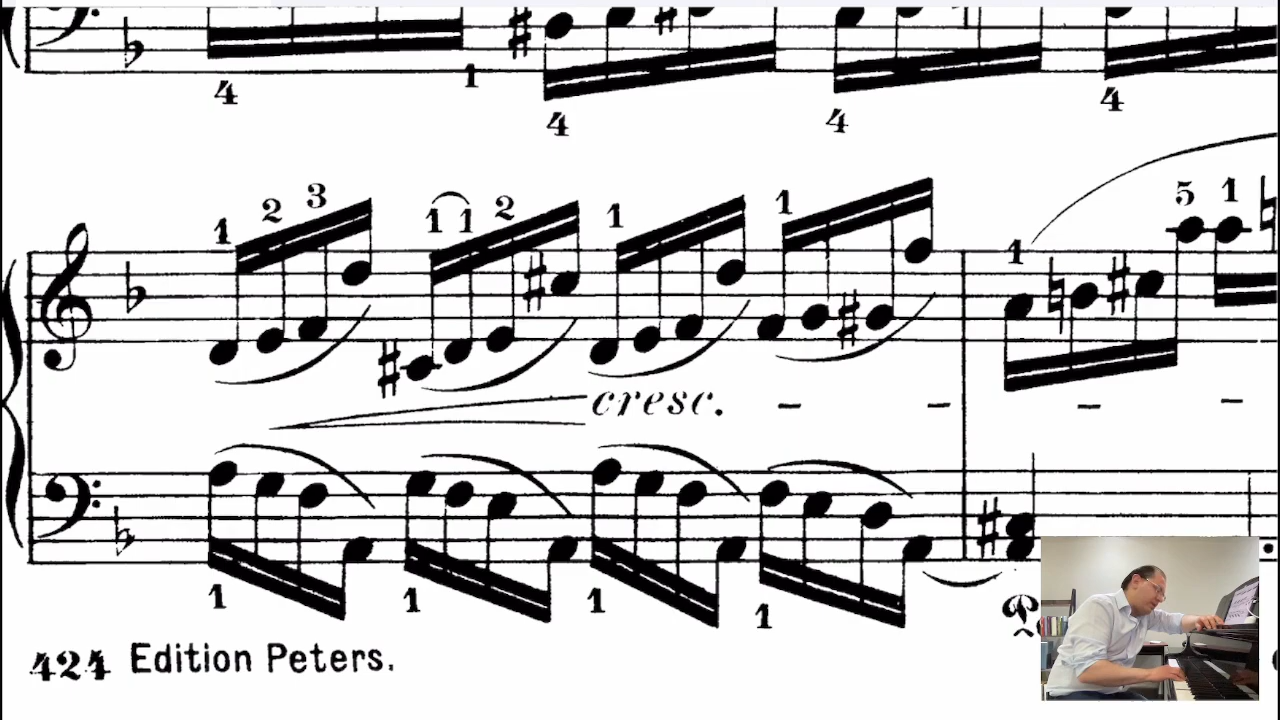 4 1 4 4 4
1 2 3 1 1 2 1 1 1 5 1
cresc. – – – –
1 1 1 1
424 Edition Peters.